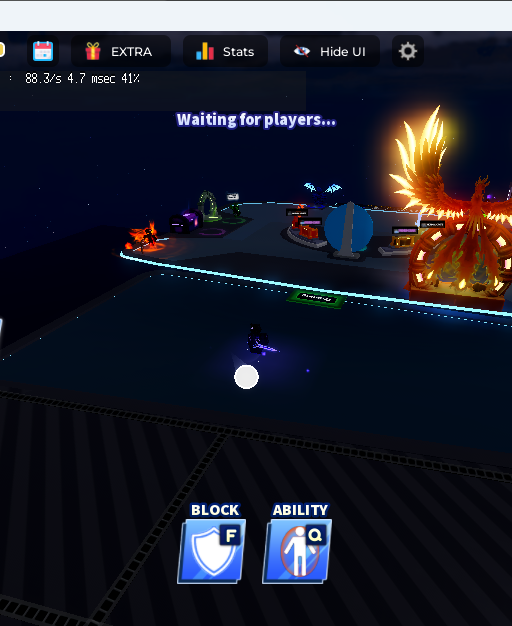 EXTRA
Stats
Hide UI
: 88.3/s 4.7 msec 41%
Waiting for players...
BLOCK
ABILITY
F
Q